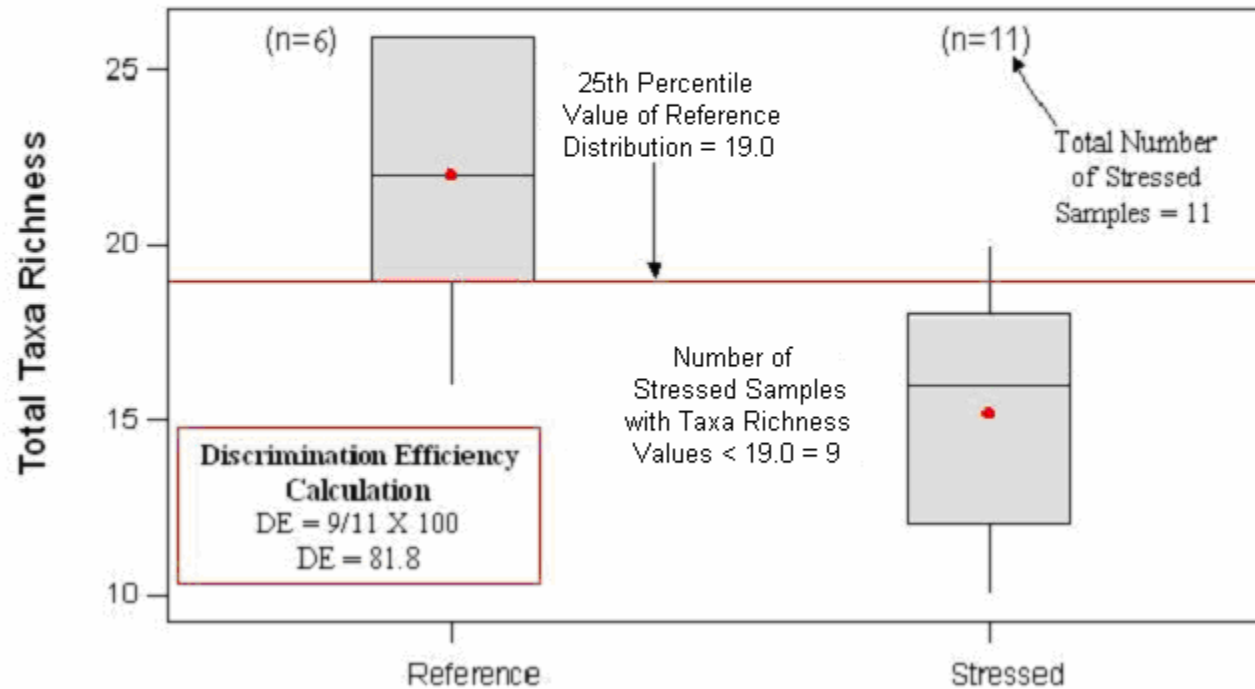 (n=6)
(n=11)
25th Percentile
Value of Reference
Distribution = 19.0
Total Number
of Stressed
Samples = 11
Total Taxa Richness
25
20
15
10
Number of
Stressed Samples
with Taxa Richness
Values < 19.0 = 9
Discrimination Efficiency
Calculation
DE = 9/11 X 100
DE = 81.8
Reference
Stressed